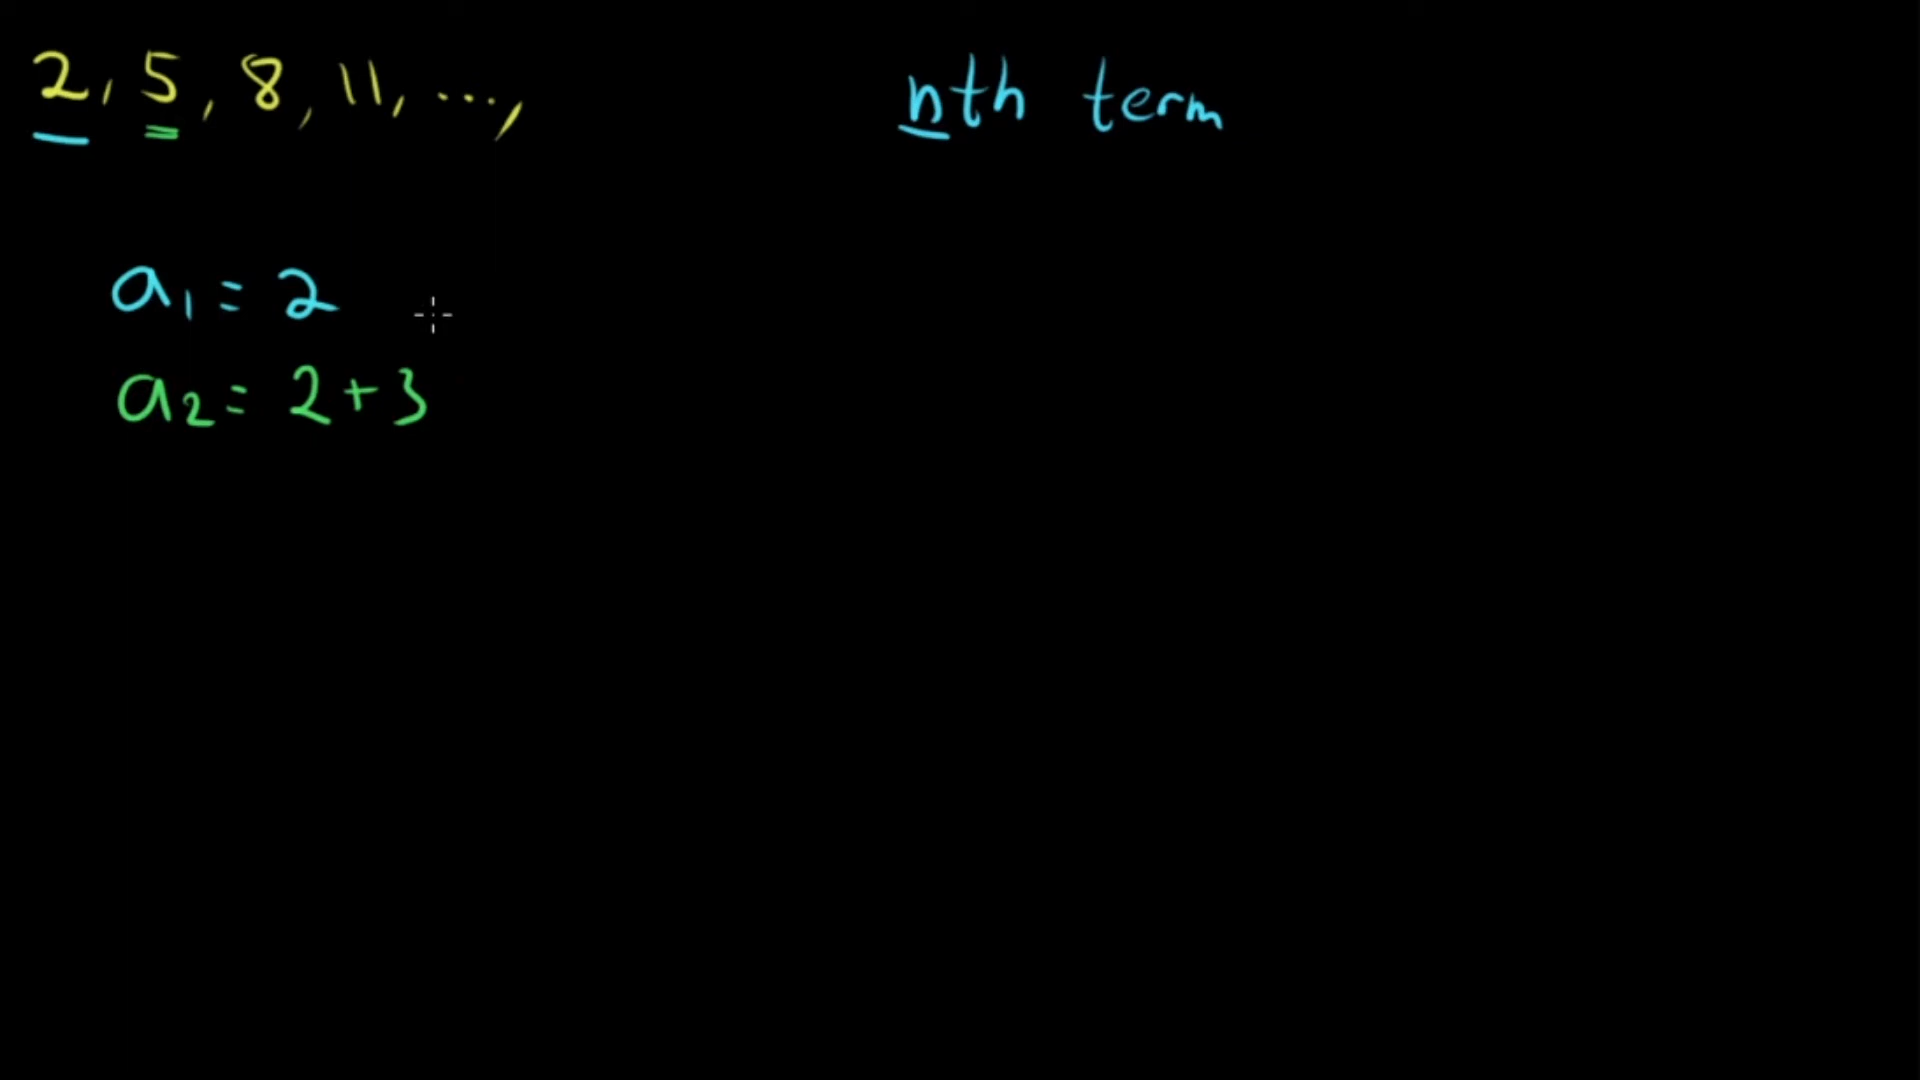 2, 5, 8, 11, ...,
nth term
a₁ = 2
a₂ = 2 + 3